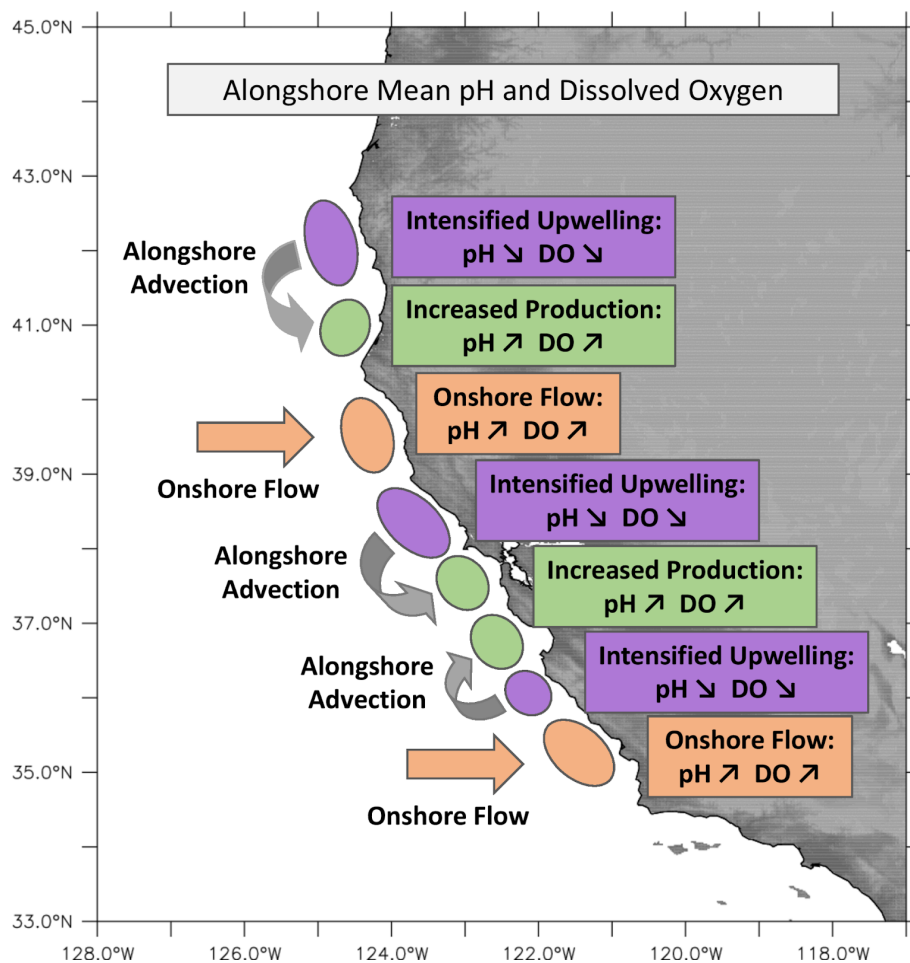 45.0°N
Alongshore Mean pH and Dissolved Oxygen
43.0°N
Intensified Upwelling:
pH ↘ DO ↘
Alongshore
Advection
Increased Production:
pH ↗ DO ↗
41.0°N
Onshore Flow:
pH ↗ DO ↗
39.0°N
Onshore Flow
Intensified Upwelling:
pH ↘ DO ↘
Alongshore
Advection
Increased Production:
pH ↗ DO ↗
37.0°N
Intensified Upwelling:
pH ↘ DO ↘
Alongshore
Advection
Onshore Flow:
pH ↗ DO ↗
35.0°N
Onshore Flow
33.0°N
128.0°W 126.0°W 124.0°W 122.0°W 120.0°W 118.0°W